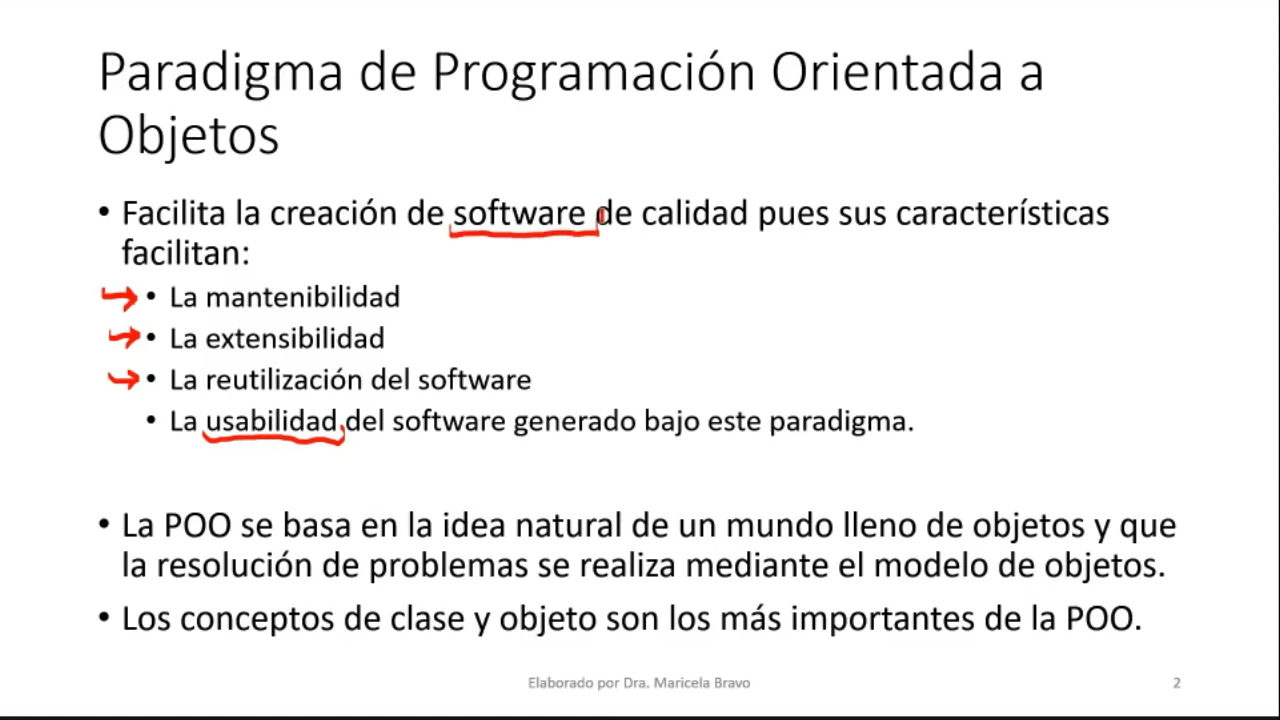 Paradigma de Programación Orientada a
Objetos
• Facilita la creación de software de calidad pues sus características
facilitan:
• La mantenibilidad
• La extensibilidad
• La reutilización del software
• La usabilidad del software generado bajo este paradigma.
• La POO se basa en la idea natural de un mundo lleno de objetos y que
la resolución de problemas se realiza mediante el modelo de objetos.
• Los conceptos de clase y objeto son los más importantes de la POO.
Elaborado por Dra. Maricela Bravo
2